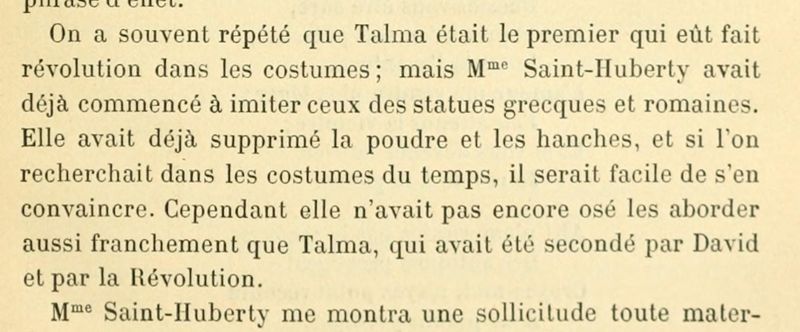 phrase d'effet.
On a souvent répété que Talma était le premier qui eût fait
révolution dans les costumes ; mais Mme Saint-Huberty avait
déjà commencé à imiter ceux des statues grecques et romaines.
Elle avait déjà supprimé la poudre et les hanches, et si l'on
recherchait dans les costumes du temps, il serait facile de s'en
convaincre. Cependant elle n'avait pas encore osé les aborder
aussi franchement que Talma, qui avait été secondé par David
et par la Révolution.
Mme Saint-Huberty me montra une sollicitude toute mater-